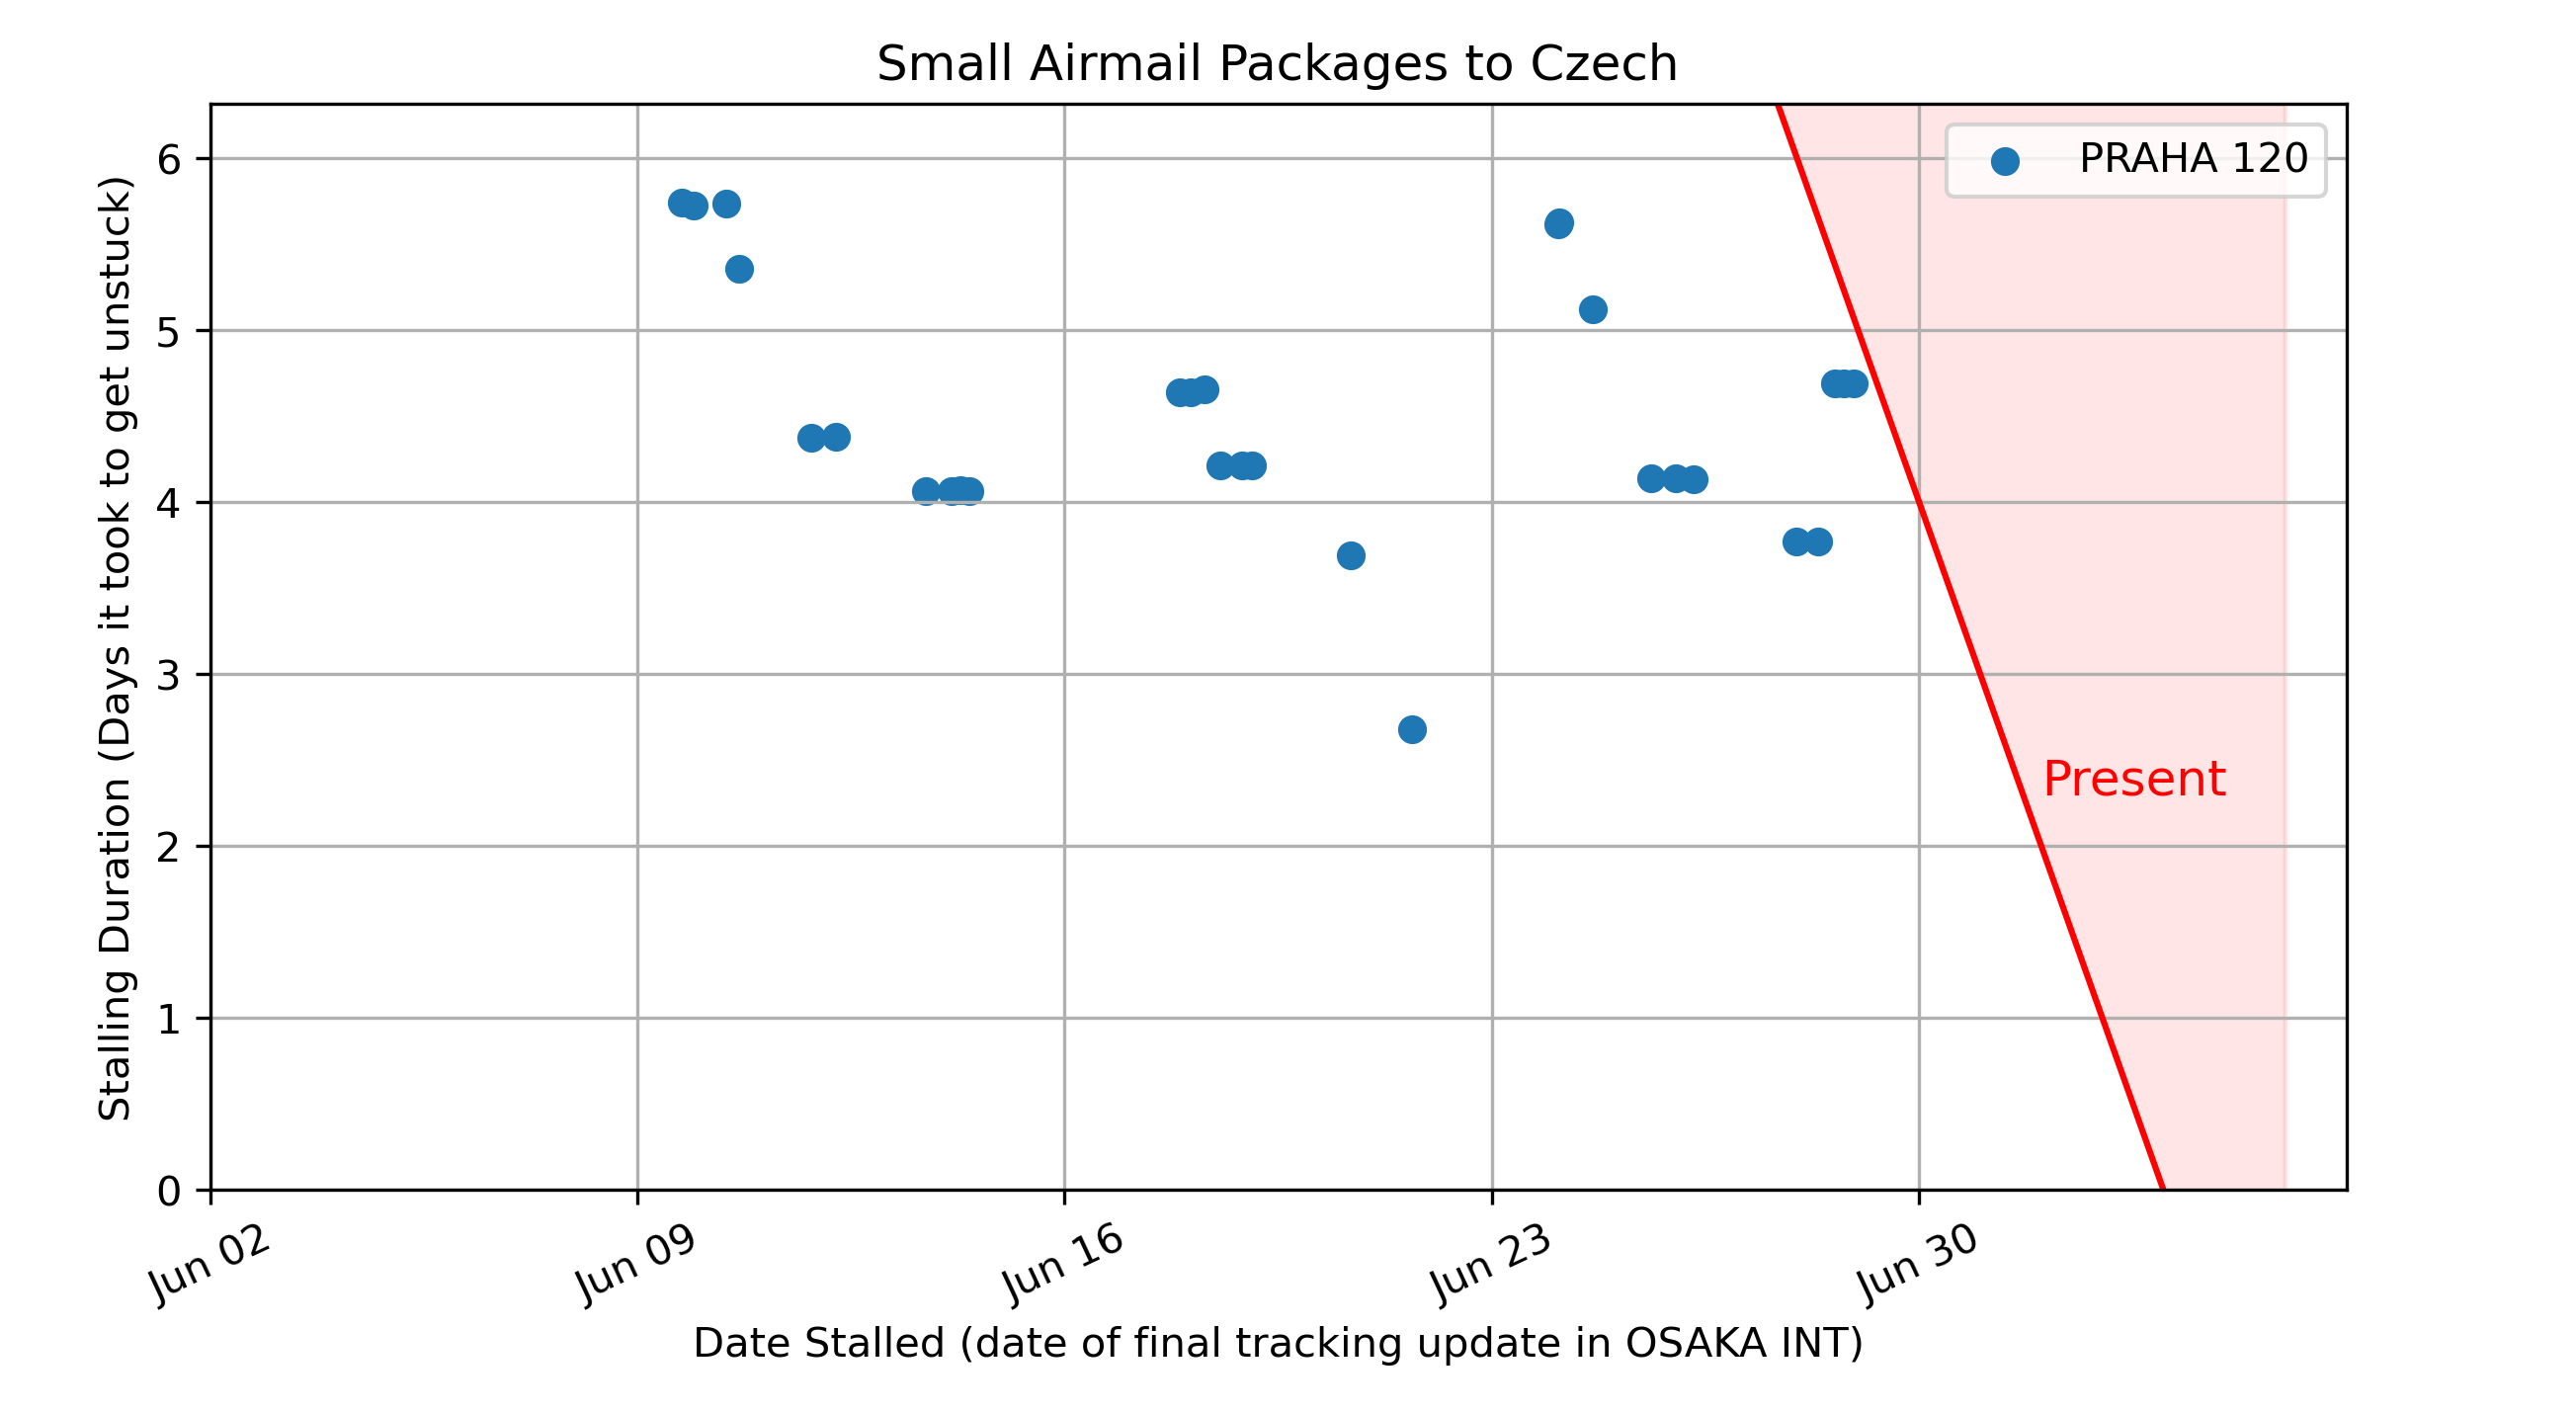 Small Airmail Packages to Czech
PRAHA 120
Stalling Duration (Days it took to get unstuck)
6
5
4
3
2
1
0
Present
Jun 02
Jun 09
Jun 16
Jun 23
Jun 30
Date Stalled (date of final tracking update in OSAKA INT)